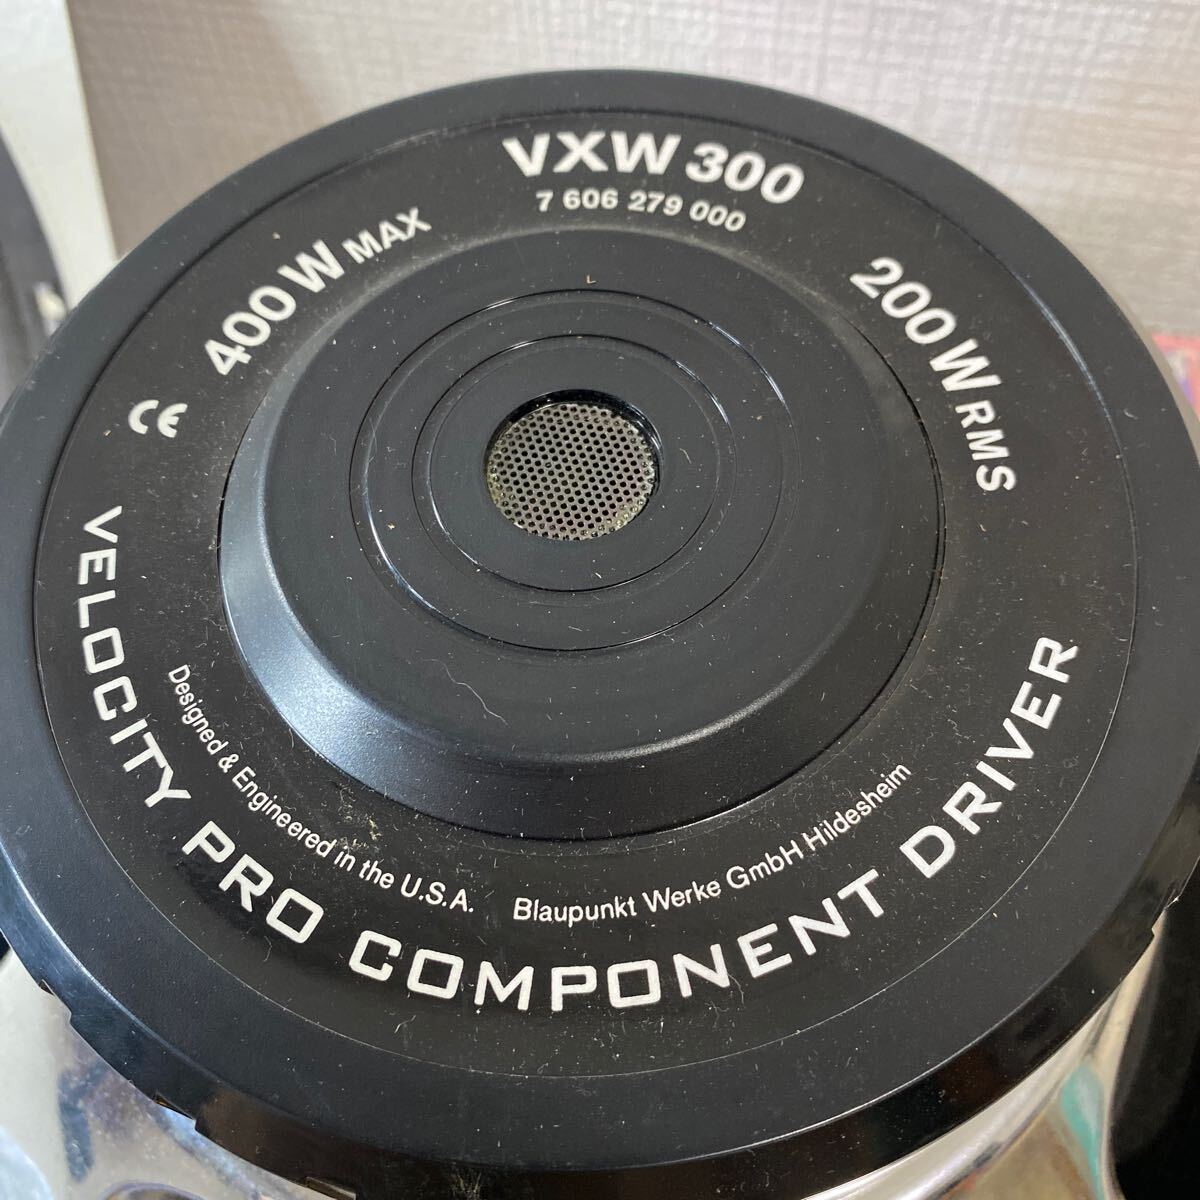 VXW 300
7 606 279 000
400 W MAX
200 W RMS
CE
Designed & Engineered in the U.S.A.
Blaupunkt Werke GmbH Hildesheim
VELOCITY PRO COMPONENT DRIVER